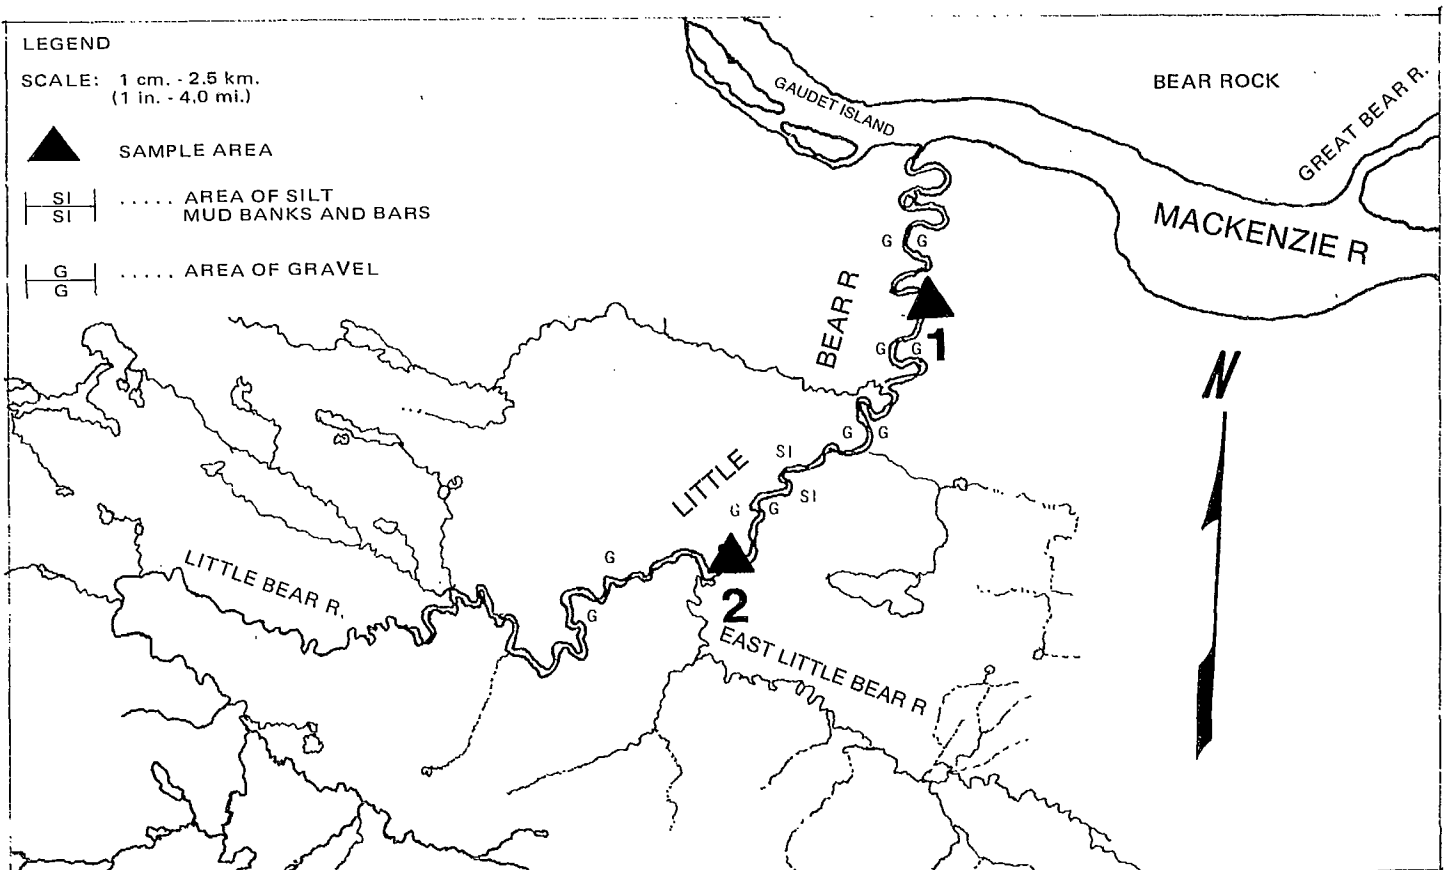 LEGEND
SCALE: 1 cm. - 2.5 km.
(1 in. - 4.0 mi.)
SAMPLE AREA
SI
SI
..... AREA OF SILT
MUD BANKS AND BARS
G
G
..... AREA OF GRAVEL
GAUDET ISLAND
BEAR ROCK
GREAT BEAR R.
MACKENZIE R
G G
BEAR R
G G
1
N
G G
SI
LITTLE
SI
G G
G
2
LITTLE BEAR R.
G
EAST LITTLE BEAR R